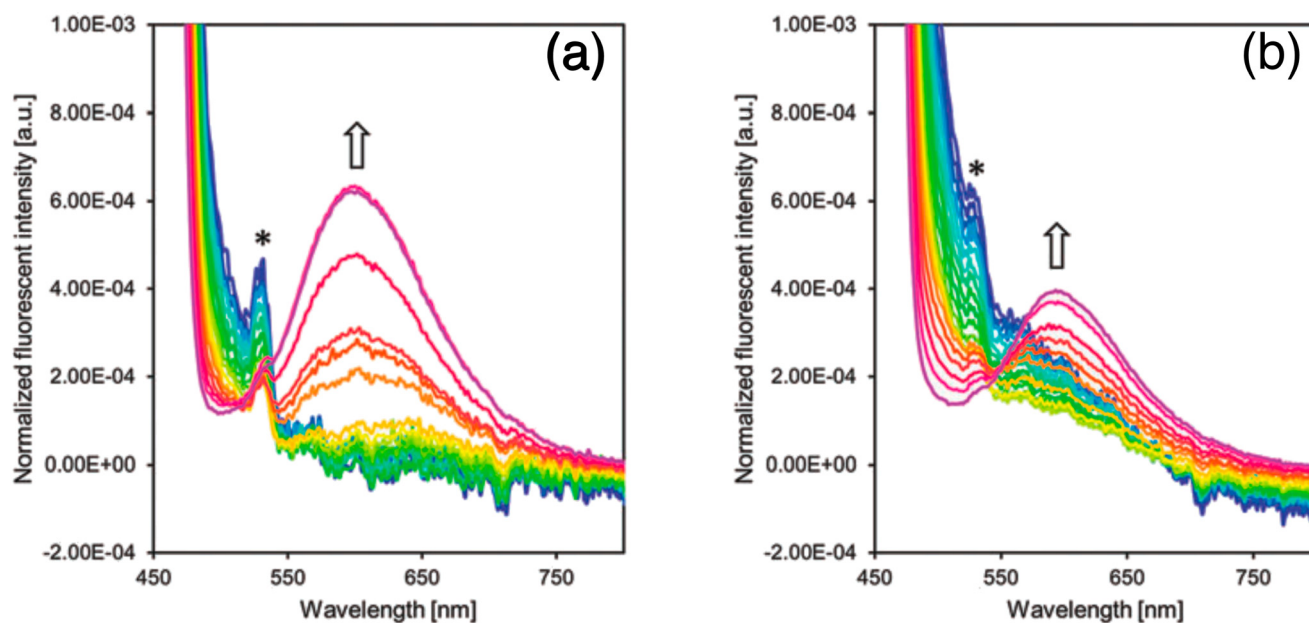 (a)
Normalized fluorescent intensity [a.u.]
1.00E-03
8.00E-04
6.00E-04
4.00E-04
2.00E-04
0.00E+00
-2.00E-04
*
450
550
650
750
Wavelength [nm]
(b)
Normalized fluorescent intensity [a.u.]
1.00E-03
8.00E-04
6.00E-04
4.00E-04
2.00E-04
0.00E+00
-2.00E-04
*
450
550
650
750
Wavelength [nm]